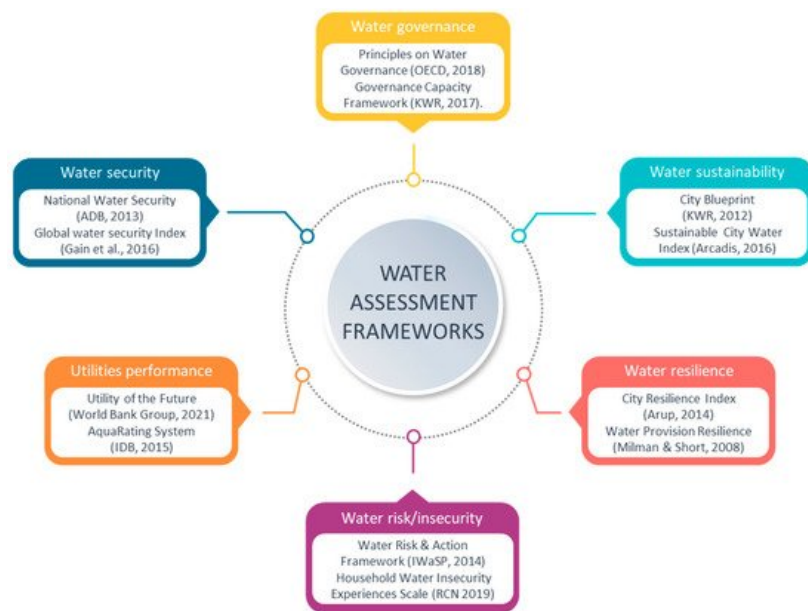 Water governance
Principles on Water
Governance (OECD, 2018)
Governance Capacity
Framework (KWR, 2017).
Water security
National Water Security
(ADB, 2013)
Global water security Index
(Gain et al., 2016)
Water sustainability
City Blueprint
(KWR, 2012)
Sustainable City Water
Index (Arcadis, 2016)
WATER
ASSESSMENT
FRAMEWORKS
Utilities performance
Utility of the Future
(World Bank Group, 2021)
AquaRating System
(IDB, 2015)
Water resilience
City Resilience Index
(Arup, 2014)
Water Provision Resilience
(Milman & Short, 2008)
Water risk/insecurity
Water Risk & Action
Framework (IWaSP, 2014)
Household Water Insecurity
Experiences Scale (RCN 2019)